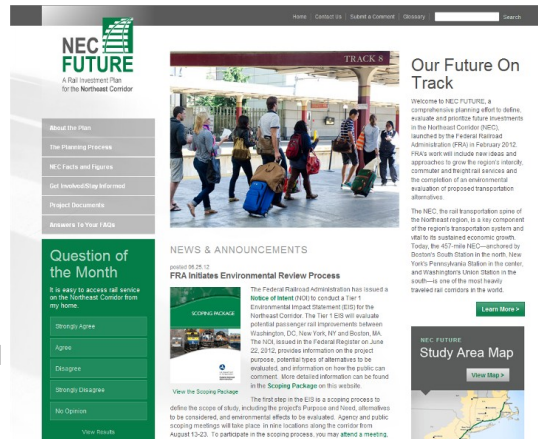 Home | Contact Us | Submit a Comment | Glossary | Search
NEC
FUTURE
A Rail Investment Plan
for the Northeast Corridor
About the Plan
The Planning Process
NEC Facts and Figures
Get Involved/Stay Informed
Project Documents
Answers To Your FAQs
Question of
the Month
It is easy to access rail service
on the Northeast Corridor from
my home.
Strongly Agree
Agree
Disagree
Strongly Disagree
No Opinion
View Results
TRACK 8
NEWS & ANNOUNCEMENTS
posted 06.25.12
FRA Initiates Environmental Review Process
SCOPING PACKAGE
View the Scoping Package
The Federal Railroad Administration has issued a
Notice of Intent (NOI) to conduct a Tier 1
Environmental Impact Statement (EIS) for the
Northeast Corridor. The Tier 1 EIS will evaluate
potential passenger rail improvements between
Washington, DC, New York, NY and Boston, MA.
The NOI, issued in the Federal Register on June
22, 2012, provides information on the project
purpose, potential types of alternatives to be
evaluated, and information on how the public can
comment. More detailed information can be found
in the Scoping Package on this website.
The first step in the EIS is a scoping process to
define the scope of study, including the project's Purpose and Need, alternatives
to be considered, and environmental effects to be evaluated. Agency and public
scoping meetings will take place in nine locations along the corridor from
August 13-23. To participate in the scoping process, you may attend a meeting,
Our Future On
Track
Welcome to NEC FUTURE, a
comprehensive planning effort to define,
evaluate and prioritize future investments
in the Northeast Corridor (NEC),
launched by the Federal Railroad
Administration (FRA) in February 2012.
FRA's work will include new ideas and
approaches to grow the region's intercity,
commuter and freight rail services and
the completion of an environmental
evaluation of proposed transportation
alternatives.
The NEC, the rail transportation spine of
the Northeast region, is a key component
of the region's transportation system and
vital to its sustained economic growth.
Today, the 457-mile NEC—anchored by
Boston's South Station in the north, New
York's Pennsylvania Station in the center,
and Washington's Union Station in the
south—is one of the most heavily
traveled rail corridors in the world.
Learn More >
NEC FUTURE
Study Area Map
View Map >